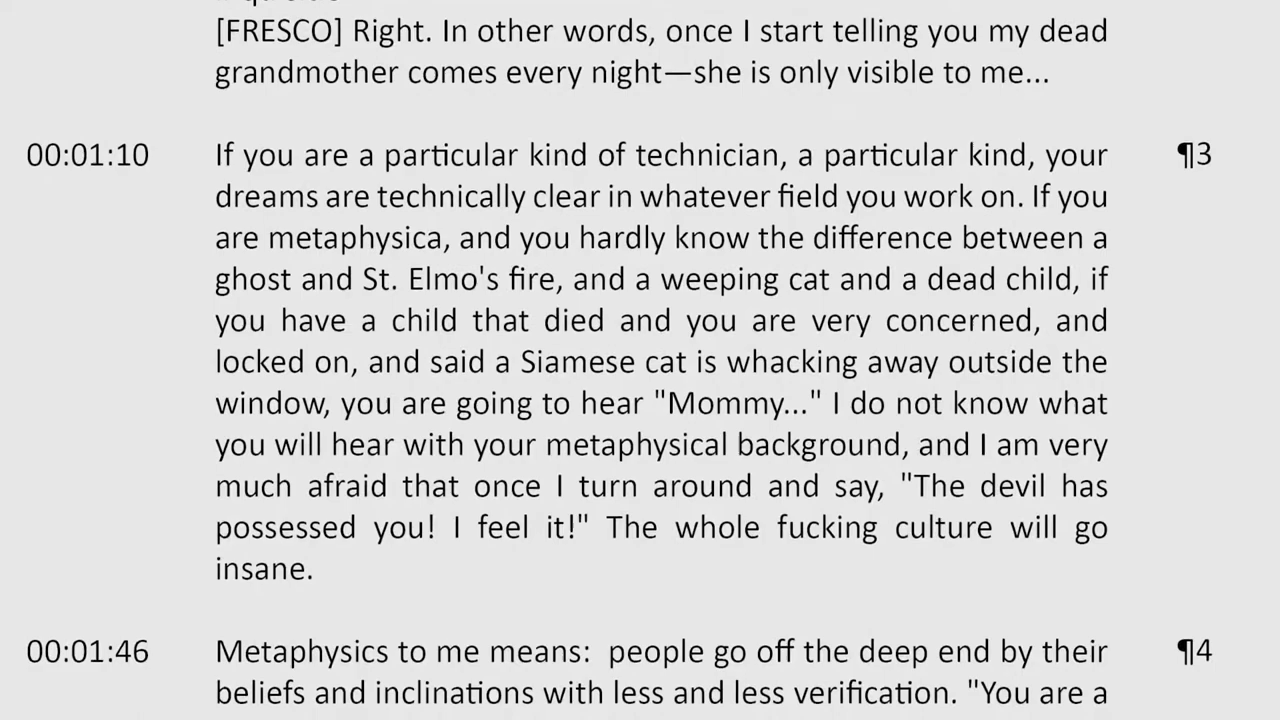 [FRESCO] Right. In other words, once I start telling you my dead
grandmother comes every night—she is only visible to me...
00:01:10 If you are a particular kind of technician, a particular kind, your ¶3
dreams are technically clear in whatever field you work on. If you
are metaphysica, and you hardly know the difference between a
ghost and St. Elmo's fire, and a weeping cat and a dead child, if
you have a child that died and you are very concerned, and
locked on, and said a Siamese cat is whacking away outside the
window, you are going to hear "Mommy..." I do not know what
you will hear with your metaphysical background, and I am very
much afraid that once I turn around and say, "The devil has
possessed you! I feel it!" The whole fucking culture will go
insane.
00:01:46 Metaphysics to me means:  people go off the deep end by their ¶4
beliefs and inclinations with less and less verification. "You are a